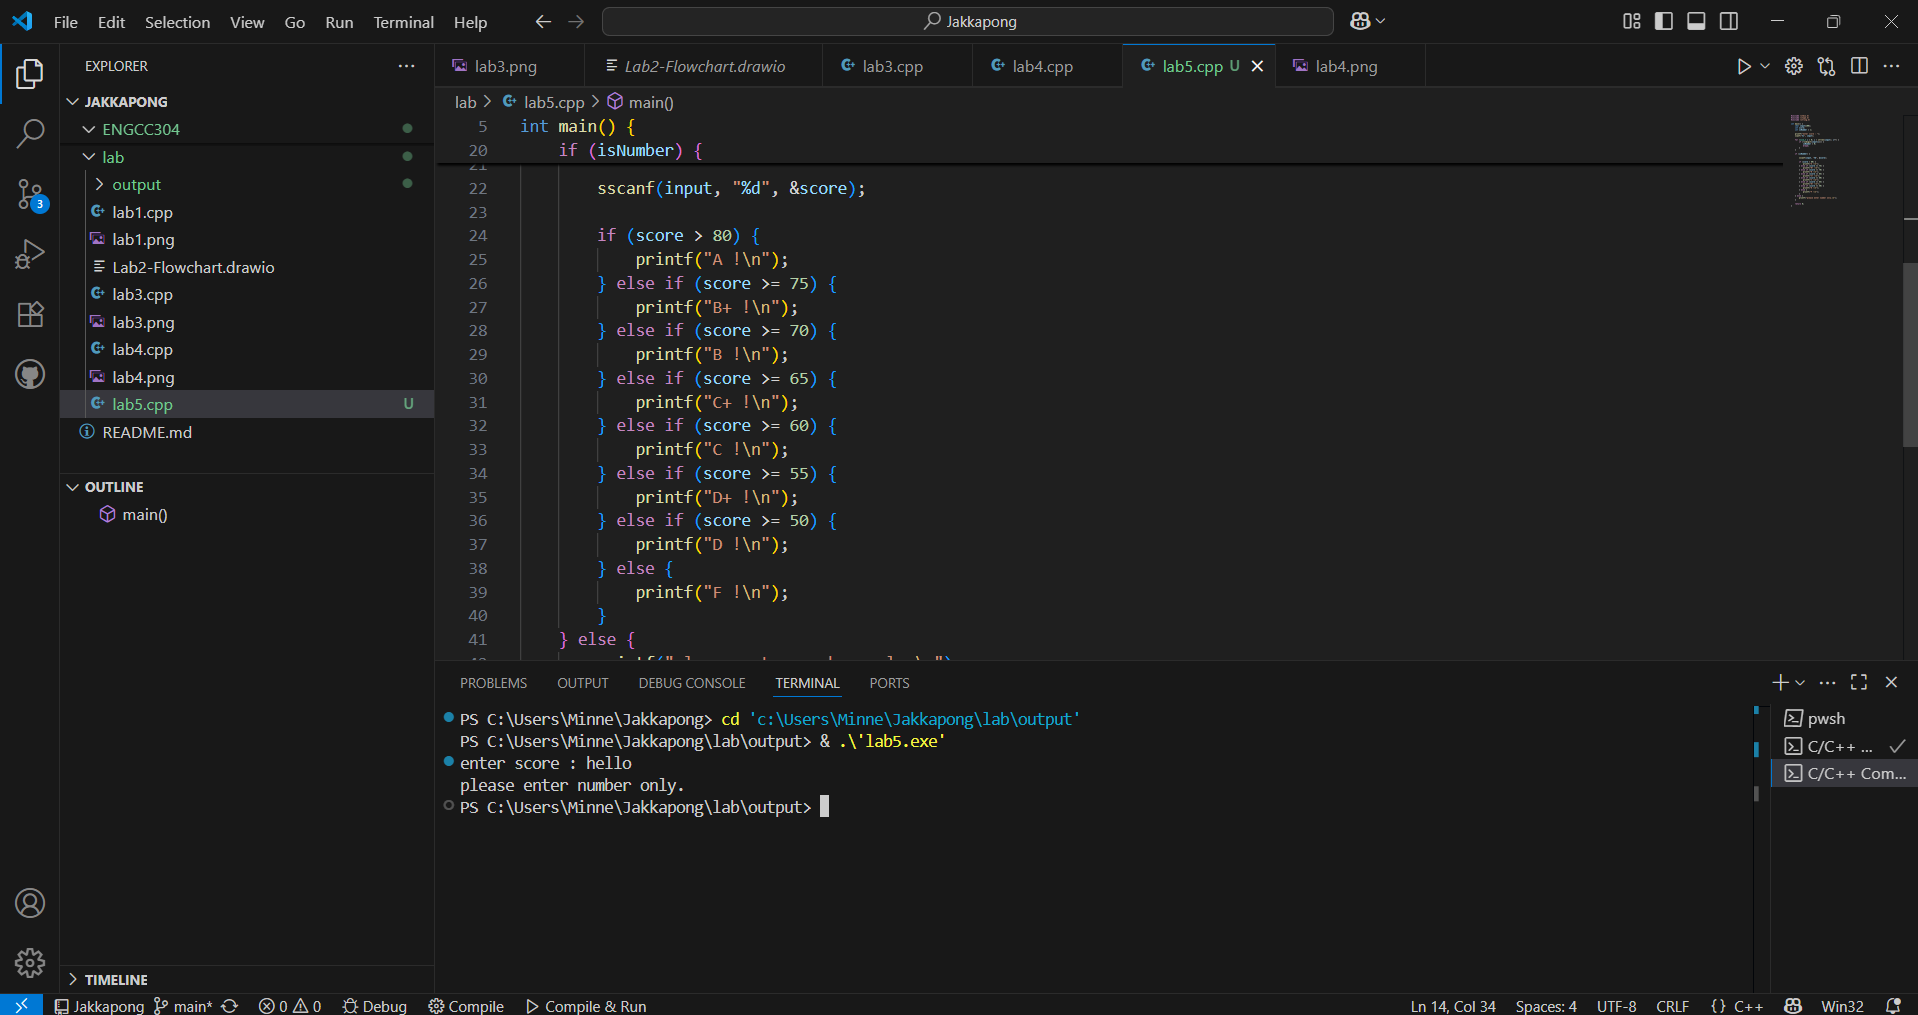 File Edit Selection View Go Run Terminal Help
Jakkapong
EXPLORER
JAKKAPONG
ENGCC304
lab
output
lab1.cpp
lab1.png
Lab2-Flowchart.drawio
lab3.cpp
lab3.png
lab4.cpp
lab4.png
lab5.cpp U
README.md
OUTLINE
main()
TIMELINE
3
lab3.png Lab2-Flowchart.drawio lab3.cpp lab4.cpp lab5.cpp U lab4.png
lab > lab5.cpp > main()
5 int main() {
20 if (isNumber) {
21
22 sscanf(input, "%d", &score);
23
24 if (score > 80) {
25 printf("A !\n");
26 } else if (score >= 75) {
27 printf("B+ !\n");
28 } else if (score >= 70) {
29 printf("B !\n");
30 } else if (score >= 65) {
31 printf("C+ !\n");
32 } else if (score >= 60) {
33 printf("C !\n");
34 } else if (score >= 55) {
35 printf("D+ !\n");
36 } else if (score >= 50) {
37 printf("D !\n");
38 } else {
39 printf("F !\n");
40 }
41 } else {
PROBLEMS OUTPUT DEBUG CONSOLE TERMINAL PORTS
PS C:\Users\Minne\Jakkapong> cd 'c:\Users\Minne\Jakkapong\lab\output'
PS C:\Users\Minne\Jakkapong\lab\output> & .\'lab5.exe'
enter score : hello
please enter number only.
PS C:\Users\Minne\Jakkapong\lab\output>
pwsh
C/C++ ...
C/C++ Com...
Jakkapong main* 0 0 Debug Compile Compile & Run
Ln 14, Col 34 Spaces: 4 UTF-8 CRLF {} C++ Win32